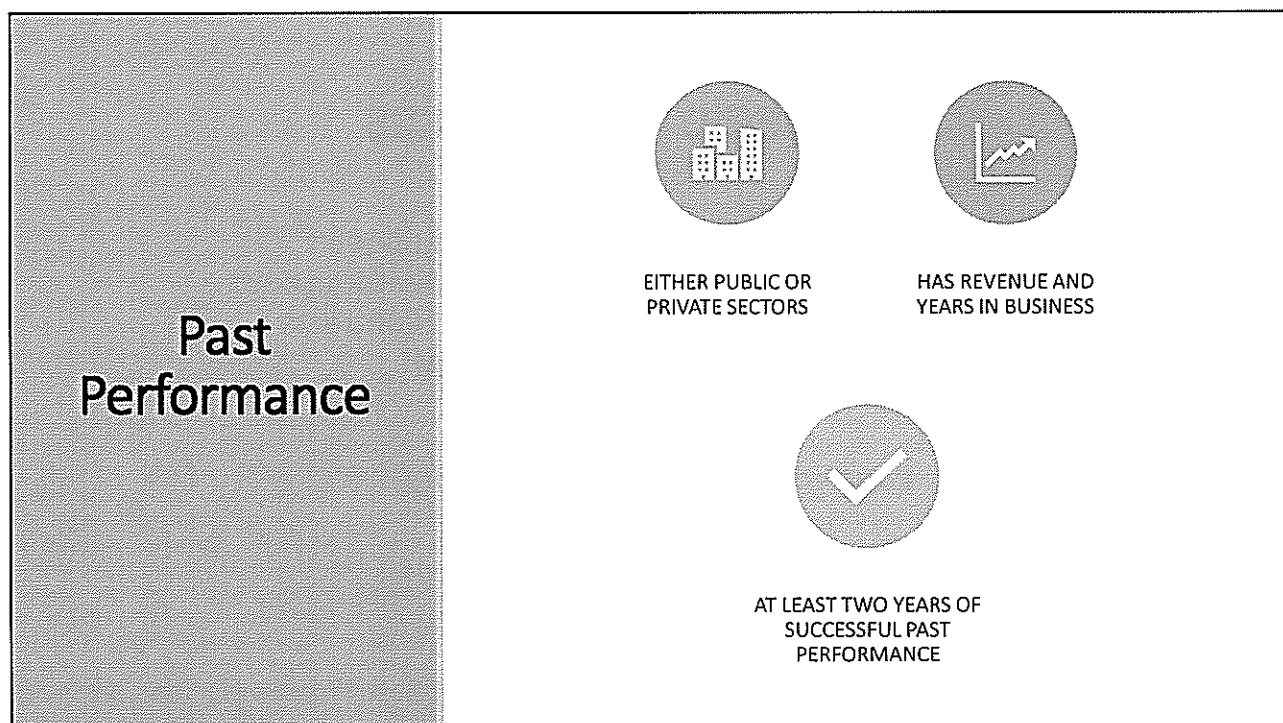 Past
Performance
EITHER PUBLIC OR
PRIVATE SECTORS
HAS REVENUE AND
YEARS IN BUSINESS
AT LEAST TWO YEARS OF
SUCCESSFUL PAST
PERFORMANCE